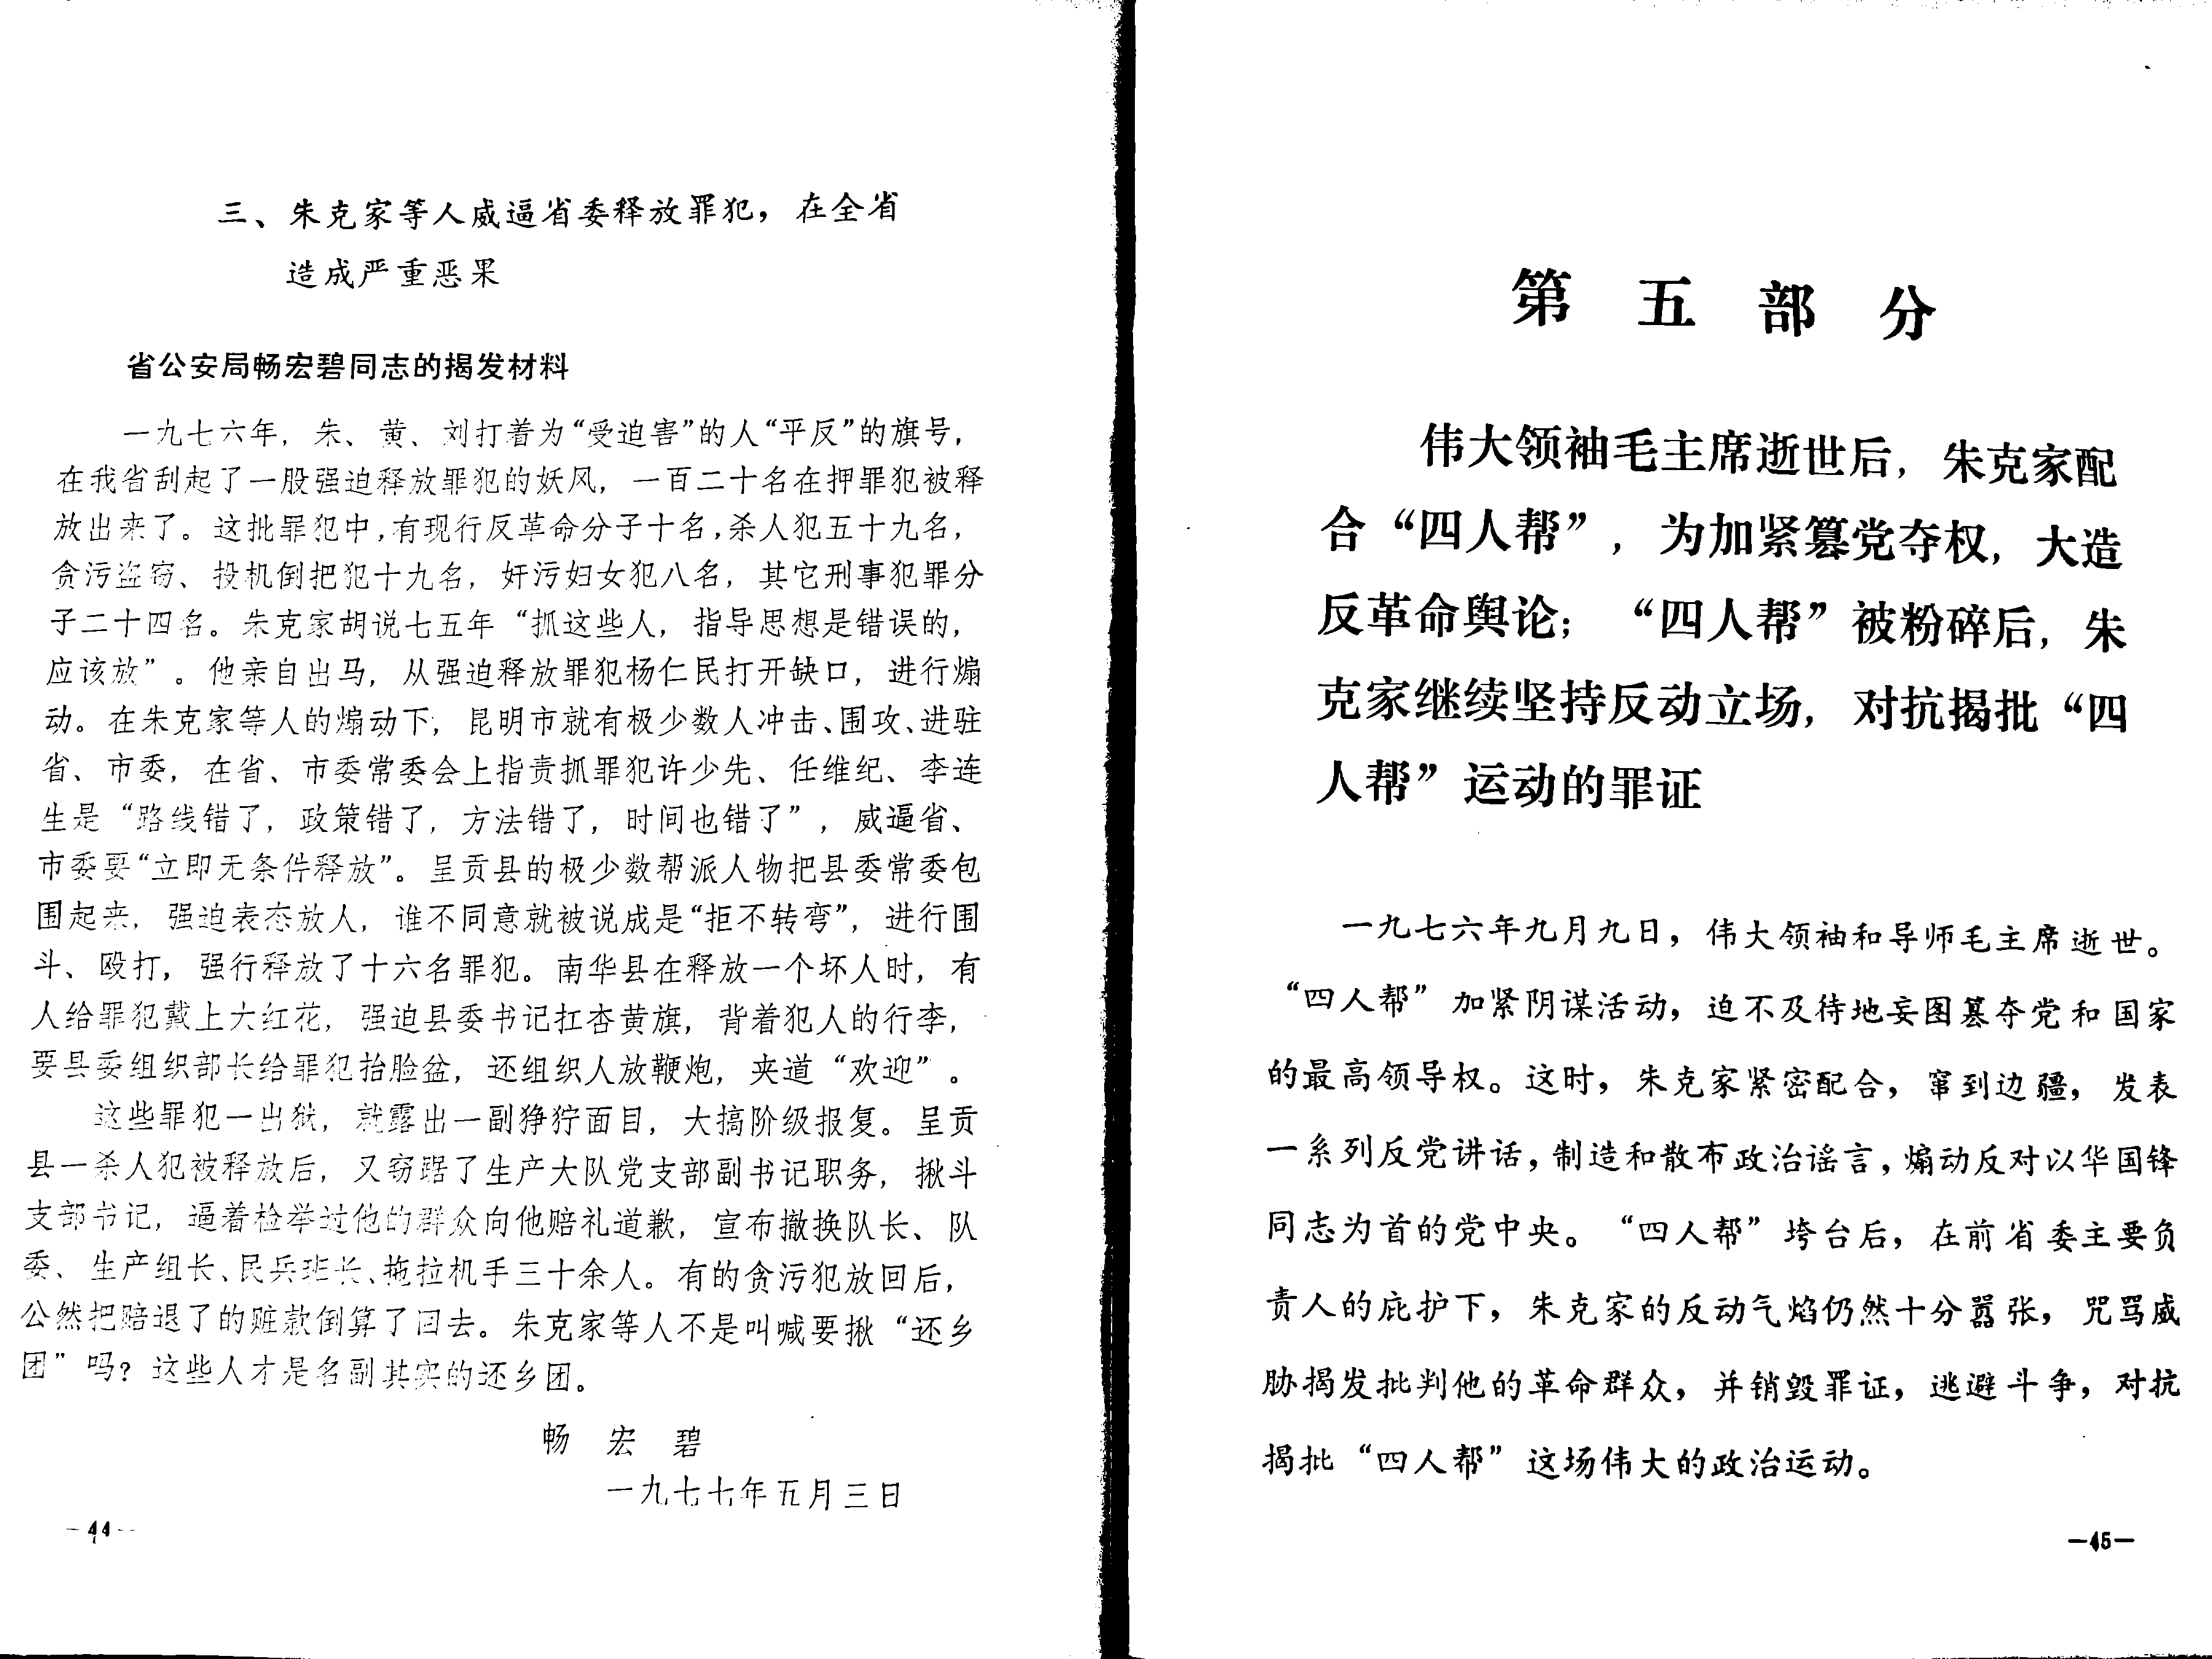 三、朱克家等人威逼省委释放罪犯，在全省
造成严重恶果
省公安局畅宏碧同志的揭发材料
一九七六年，朱、黄、刘打着为“受迫害”的人“平反”的旗号，
在我省刮起了一股强迫释放罪犯的妖风，一百二十名在押罪犯被释
放出来了。这批罪犯中，有现行反革命分子十名，杀人犯五十九名，
贪污盗窃、投机倒把犯十九名，奸污妇女犯八名，其它刑事犯罪分
子二十四名。朱克家胡说七五年“抓这些人，指导思想是错误的，
应该放”。他亲自出马，从强迫释放罪犯杨仁民打开缺口，进行煽
动。在朱克家等人的煽动下，昆明市就有极少数人冲击、围攻、进驻
省、市委，在省、市委常委会上指责抓罪犯许少先、任维纪、李连
生是“路线错了，政策错了，方法错了，时间也错了”，威逼省、
市委要“立即无条件释放”。呈贡县的极少数帮派人物把县委常委包
围起来，强迫表态放人，谁不同意就被说成是“拒不转弯”，进行围
斗、殴打，强行释放了十六名罪犯。南华县在释放一个坏人时，有
人给罪犯戴上大红花，强迫县委书记扛杏黄旗，背着犯人的行李，
要县委组织部长给罪犯抬脸盆，还组织人放鞭炮，夹道“欢迎”。
这些罪犯一出狱，就露出一副狰狞面目，大搞阶级报复。呈贡
县一杀人犯被释放后，又窃踞了生产大队党支部副书记职务，揪斗
支部书记，逼着检举过他的群众向他赔礼道歉，宣布撤换队长、队
委、生产组长、民兵班长、拖拉机手三十余人。有的贪污犯放回后，
公然把赔退了的赃款倒算了回去。朱克家等人不是叫喊要揪“还乡
团”吗？这些人才是名副其实的还乡团。
畅宏碧
一九七七年五月三日
—44—
第五部分
伟大领袖毛主席逝世后，朱克家配
合“四人帮”，为加紧篡党夺权，大造
反革命舆论；“四人帮”被粉碎后，朱
克家继续坚持反动立场，对抗揭批“四
人帮”运动的罪证
一九七六年九月九日，伟大领袖和导师毛主席逝世。
“四人帮”加紧阴谋活动，迫不及待地妄图篡夺党和国家
的最高领导权。这时，朱克家紧密配合，窜到边疆，发表
一系列反党讲话，制造和散布政治谣言，煽动反对以华国锋
同志为首的党中央。“四人帮”垮台后，在前省委主要负
责人的庇护下，朱克家的反动气焰仍然十分嚣张，咒骂威
胁揭发批判他的革命群众，并销毁罪证，逃避斗争，对抗
揭批“四人帮”这场伟大的政治运动。
—45—